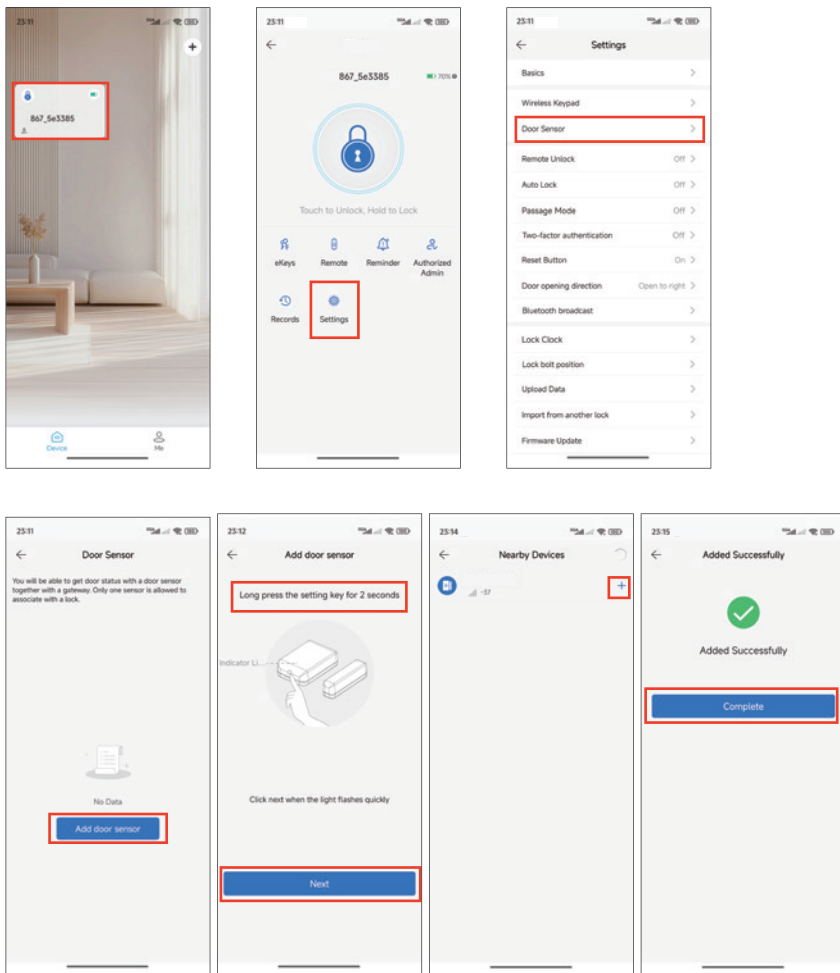 23:11
+
867_5e3385
Device
Me
23:11
867_5e3385
70%
Touch to Unlock, Hold to Lock
eKeys
Remote
Reminder
Authorized
Admin
Records
Settings
23:11
Settings
Basics
Wireless Keypad
Door Sensor
Remote Unlock Off
Auto Lock Off
Passage Mode Off
Two-factor authentication Off
Reset Button On
Door opening direction Open to right
Bluetooth broadcast
Lock Clock
Lock bolt position
Upload Data
Import from another lock
Firmware Update
23:11
Door Sensor
You will be able to get door status with a door sensor
together with a gateway. Only one sensor is allowed to
associate with a lock.
No Data
Add door sensor
23:12
Add door sensor
Long press the setting key for 2 seconds
Indicator Li...
Click next when the light flashes quickly
Next
23:14
Nearby Devices
-37
+
23:15
Added Successfully
Added Successfully
Complete